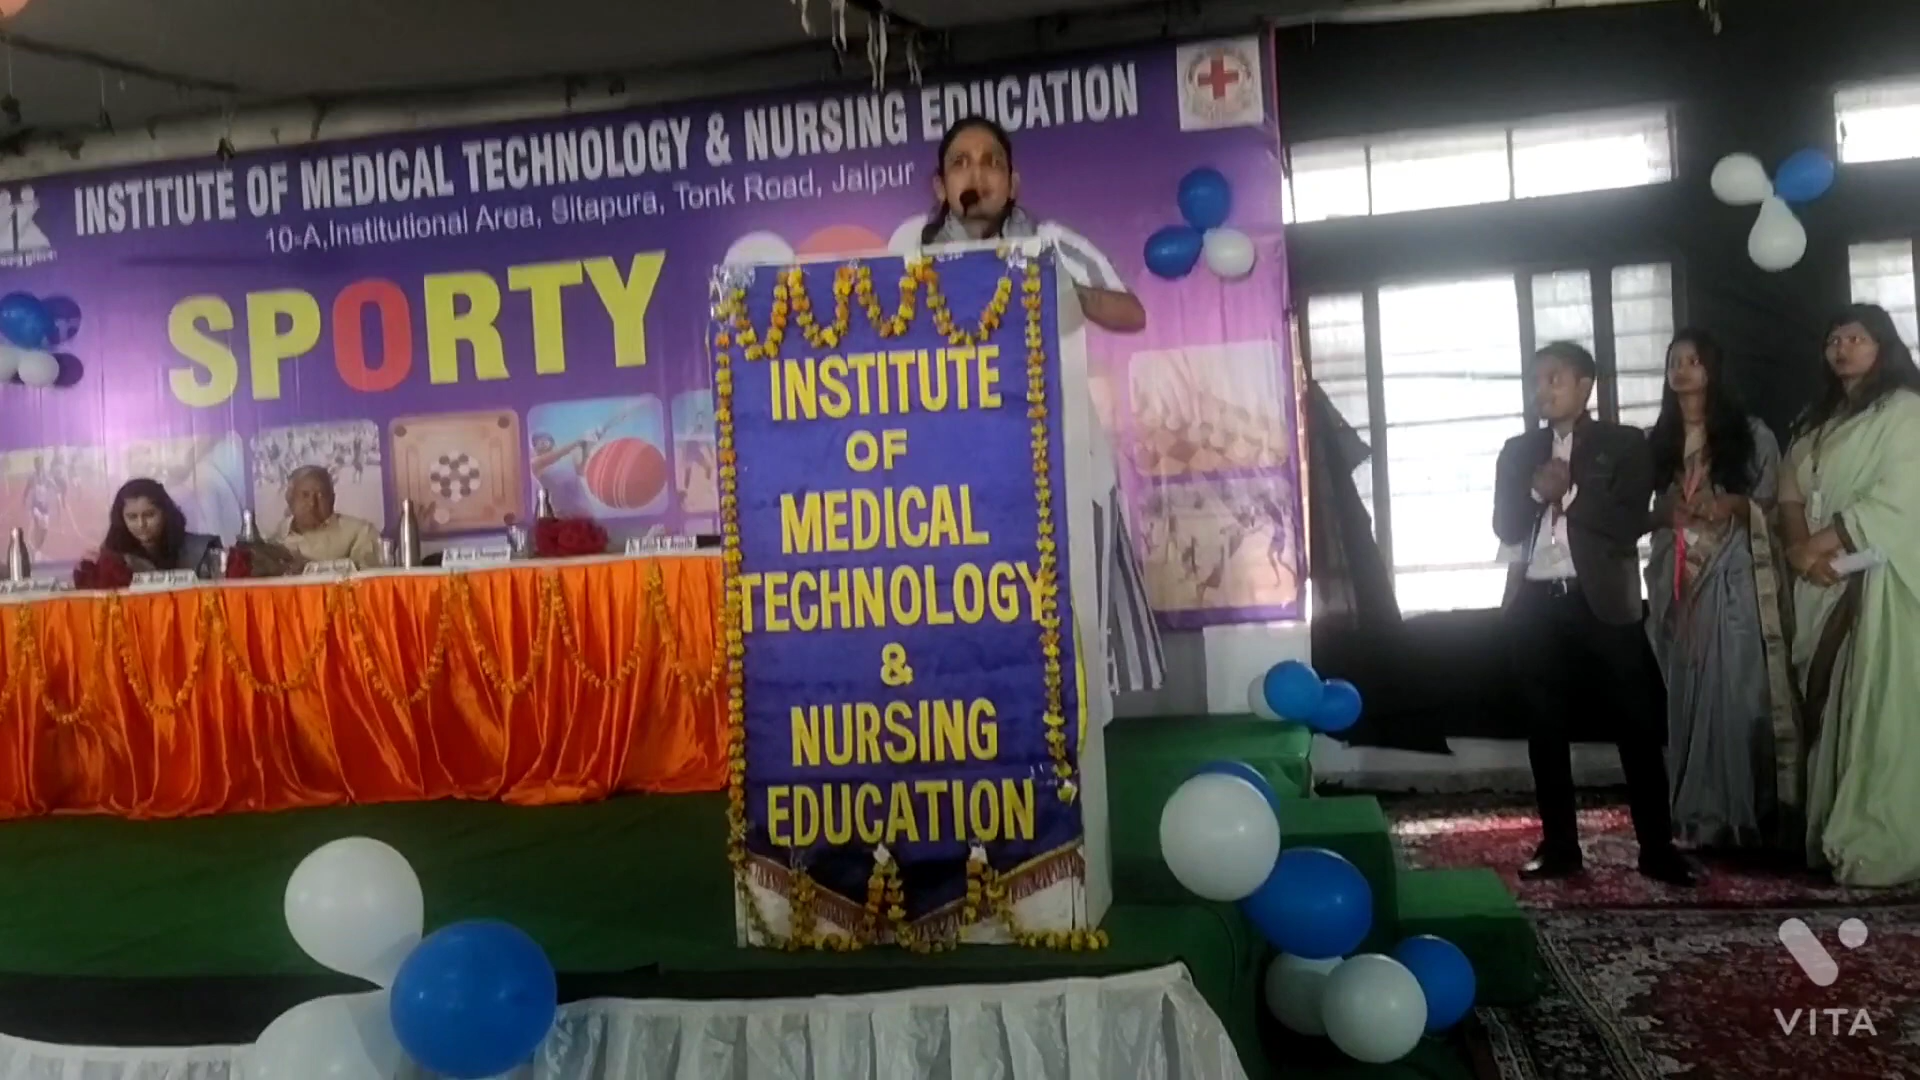 INSTITUTE OF MEDICAL TECHNOLOGY & NURSING EDUCATION
10-A,Institutional Area, Sitapura, Tonk Road, Jaipur
SPORTY
INSTITUTE
OF
MEDICAL
TECHNOLOGY
&
NURSING
EDUCATION
VITA